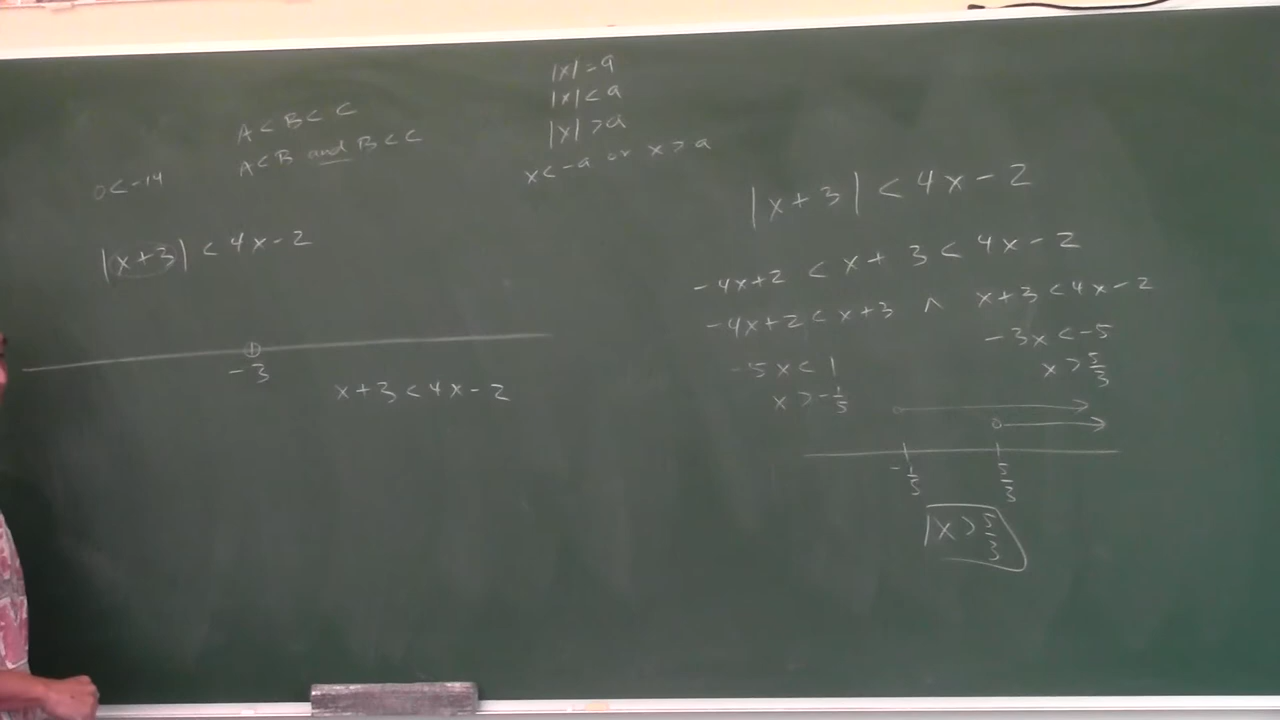 A < B < C
A < B and B < C
0 < -14
|x+3| < 4x-2
-3
x+3 < 4x-2
|x| = a
|x| < a
|x| > a
x < -a or x > a
|x+3| < 4x-2
-4x+2 < x+3 < 4x-2
-4x+2 < x+3 ∧ x+3 < 4x-2
-5x < 1 -3x < -5
x > -1/5 x > 5/3
-1/5 5/3
x > 5/3